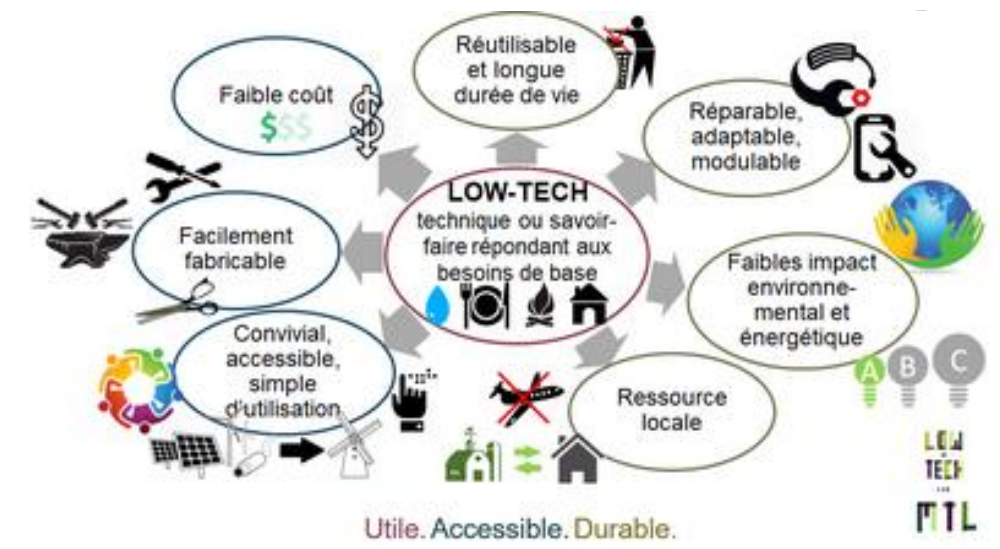 Réutilisable
et longue
durée de vie
Faible coût
$$$
Réparable,
adaptable,
modulable
LOW-TECH
technique ou savoir-
faire répondant aux
besoins de base
Facilement
fabricable
Faibles impact
environne-
mental et
énergétique
Convivial,
accessible,
simple
d'utilisation
Ressource
locale
A B C
LOW
TECH
MTL
Utile. Accessible. Durable.